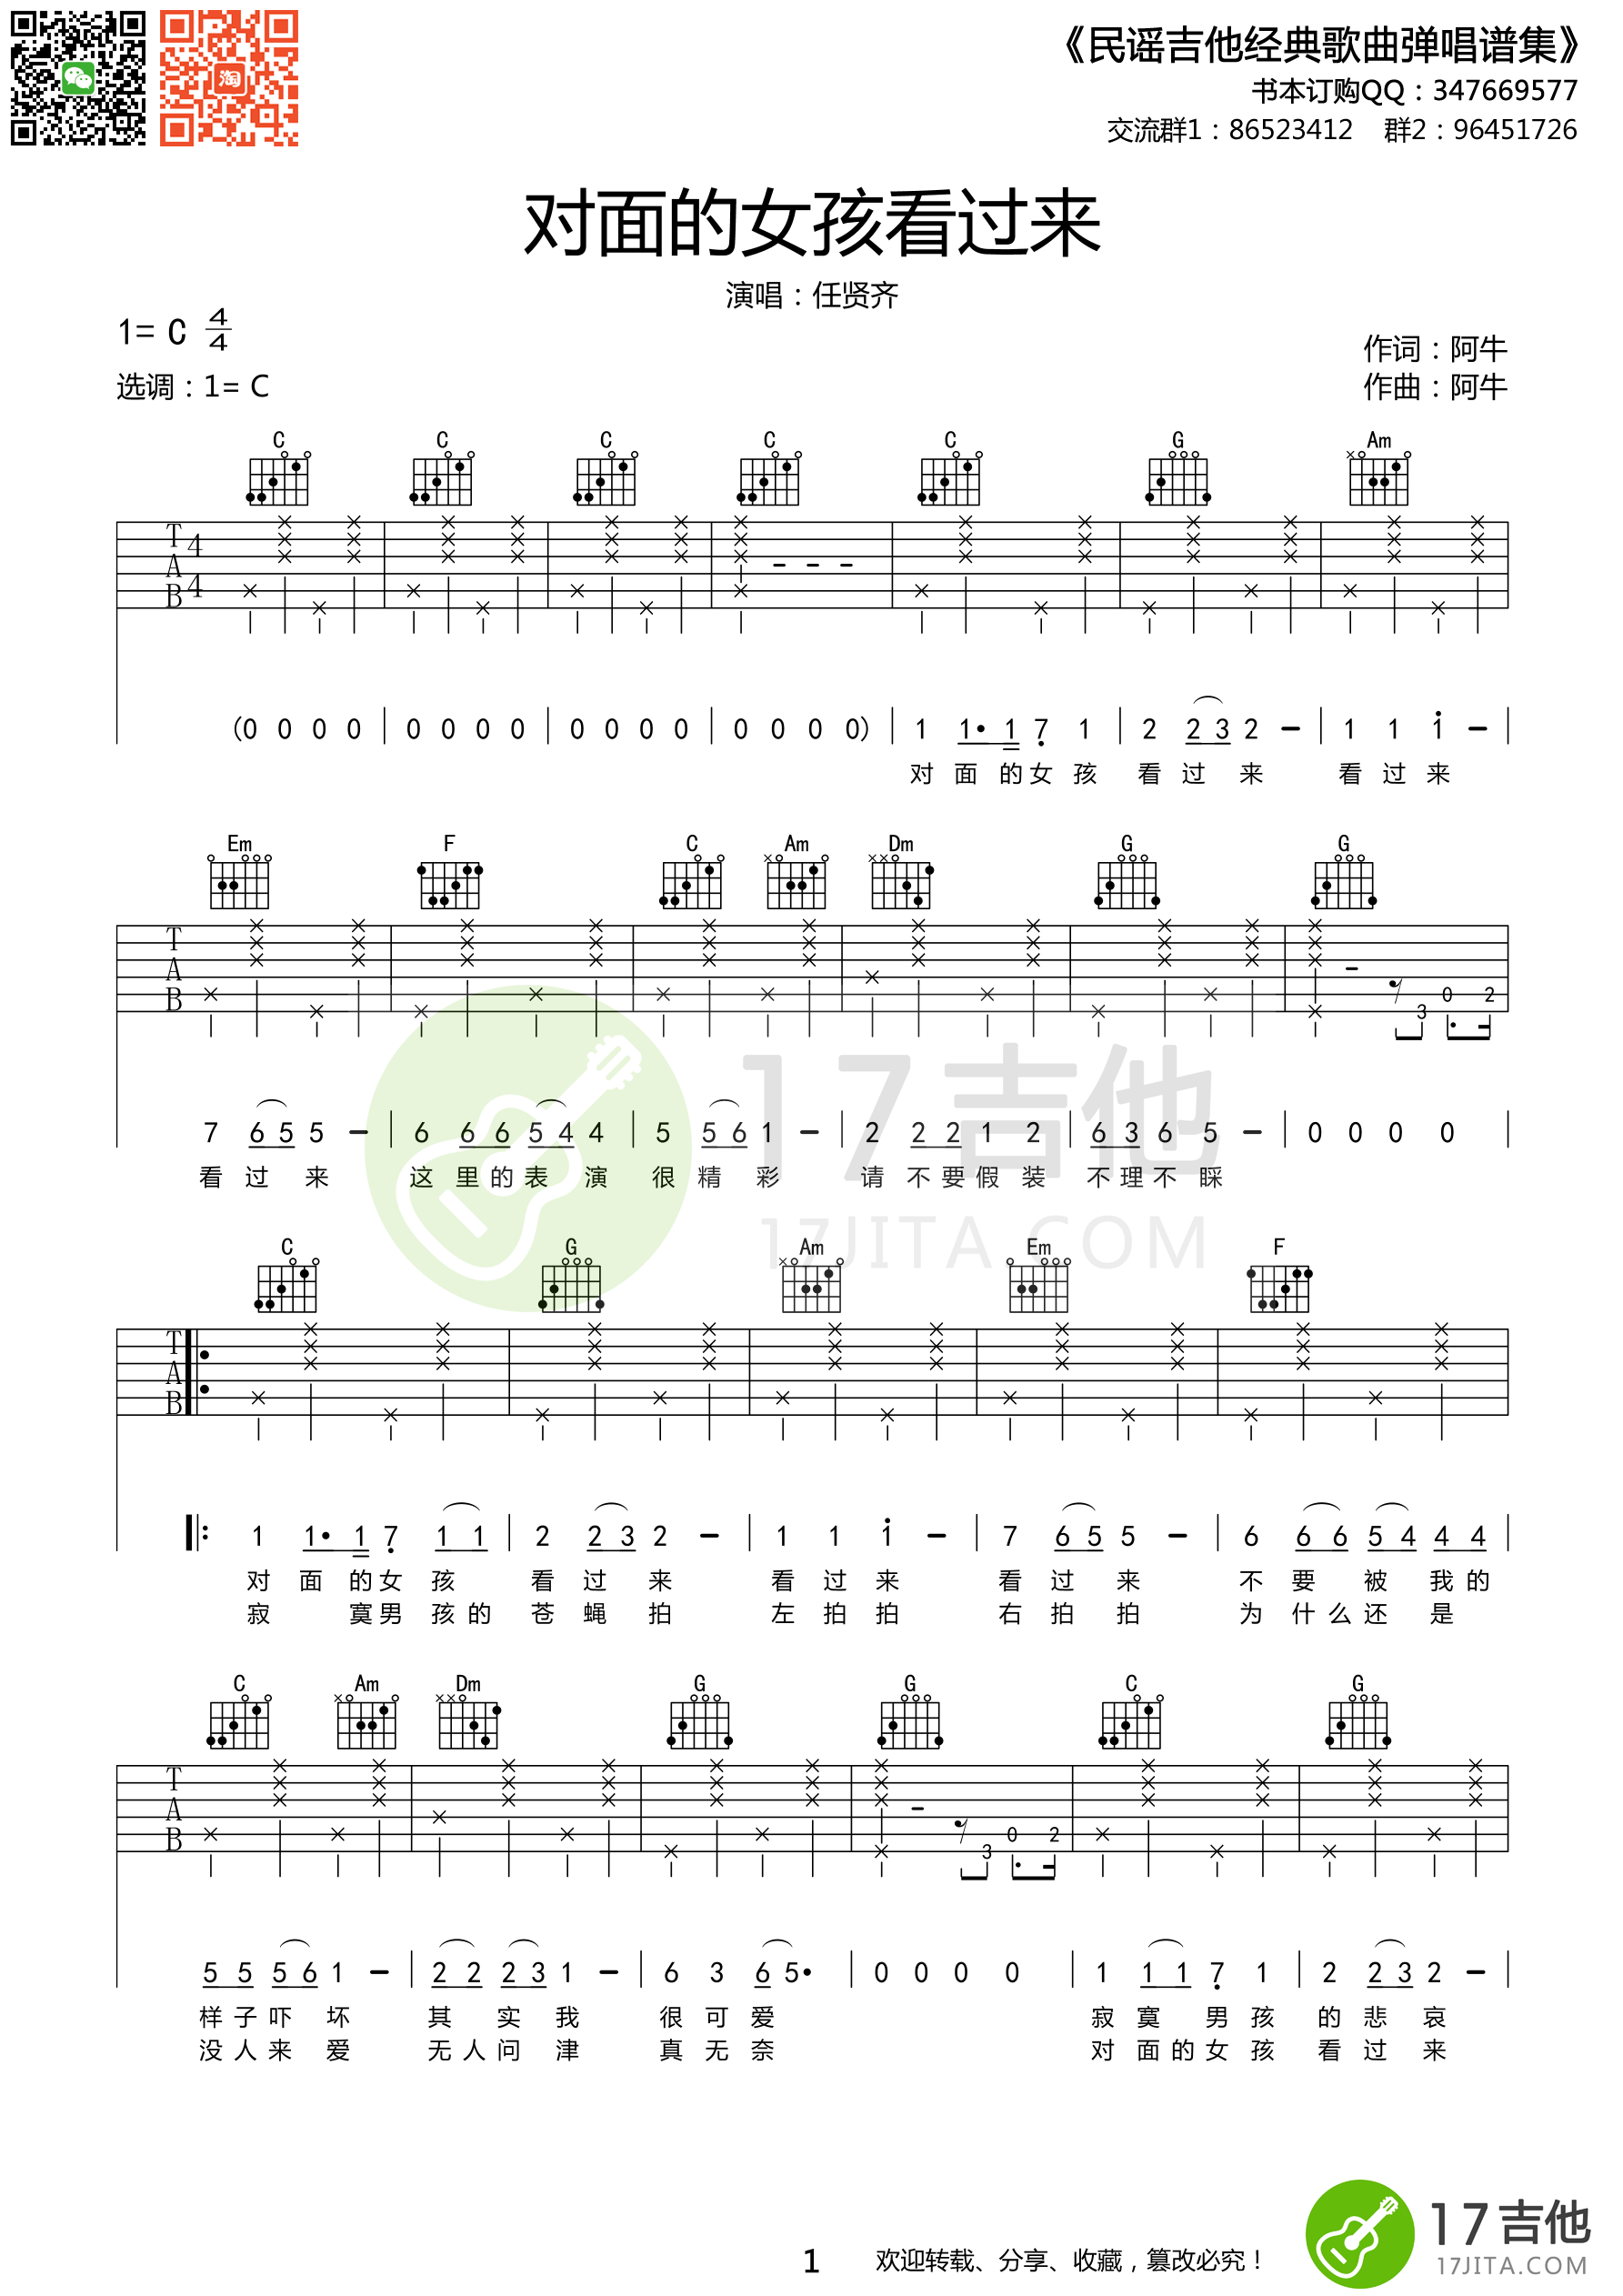 《民谣吉他经典歌曲弹唱谱集》
书本订购QQ：347669577
交流群1：86523412 群2：96451726
对面的女孩看过来
演唱：任贤齐
1= C 4/4
选调：1= C
作词：阿牛
作曲：阿牛
C C C C C G Am
T A B 4 4
(0 0 0 0 | 0 0 0 0 | 0 0 0 0 | 0 0 0 0) | 1 1• 1 7 1 | 2 2 3 2 - | 1 1 1 - |
对 面 的 女 孩 看 过 来 看 过 来
Em F C Am Dm G G
T A B 3 0 2
7 6 5 5 - | 6 6 6 5 4 4 | 5 5 6 1 - | 2 2 2 1 2 | 6 3 6 5 - | 0 0 0 0 |
看 过 来 这 里 的 表 演 很 精 彩 请 不 要 假 装 不 理 不 睬
17吉他
17JITA.COM
C G Am Em F
T A B
1 1• 1 7 1 1 | 2 2 3 2 - | 1 1 1 - | 7 6 5 5 - | 6 6 6 5 4 4 4 |
对 面 的 女 孩 看 过 来 看 过 来 看 过 来 不 要 被 我 的
寂 寞 男 孩 的 苍 蝇 拍 左 拍 拍 右 拍 拍 为 什 么 还 是
C Am Dm G G C G
T A B 3 0 2
5 5 5 6 1 - | 2 2 2 3 1 - | 6 3 6 5• | 0 0 0 0 | 1 1 1 7 1 | 2 2 3 2 - |
样 子 吓 坏 其 实 我 很 可 爱 寂 寞 男 孩 的 悲 哀
没 人 来 爱 无 人 问 津 真 无 奈 对 面 的 女 孩 看 过 来
1 欢迎转载、分享、收藏，篡改必究！
17吉他
17JITA.COM